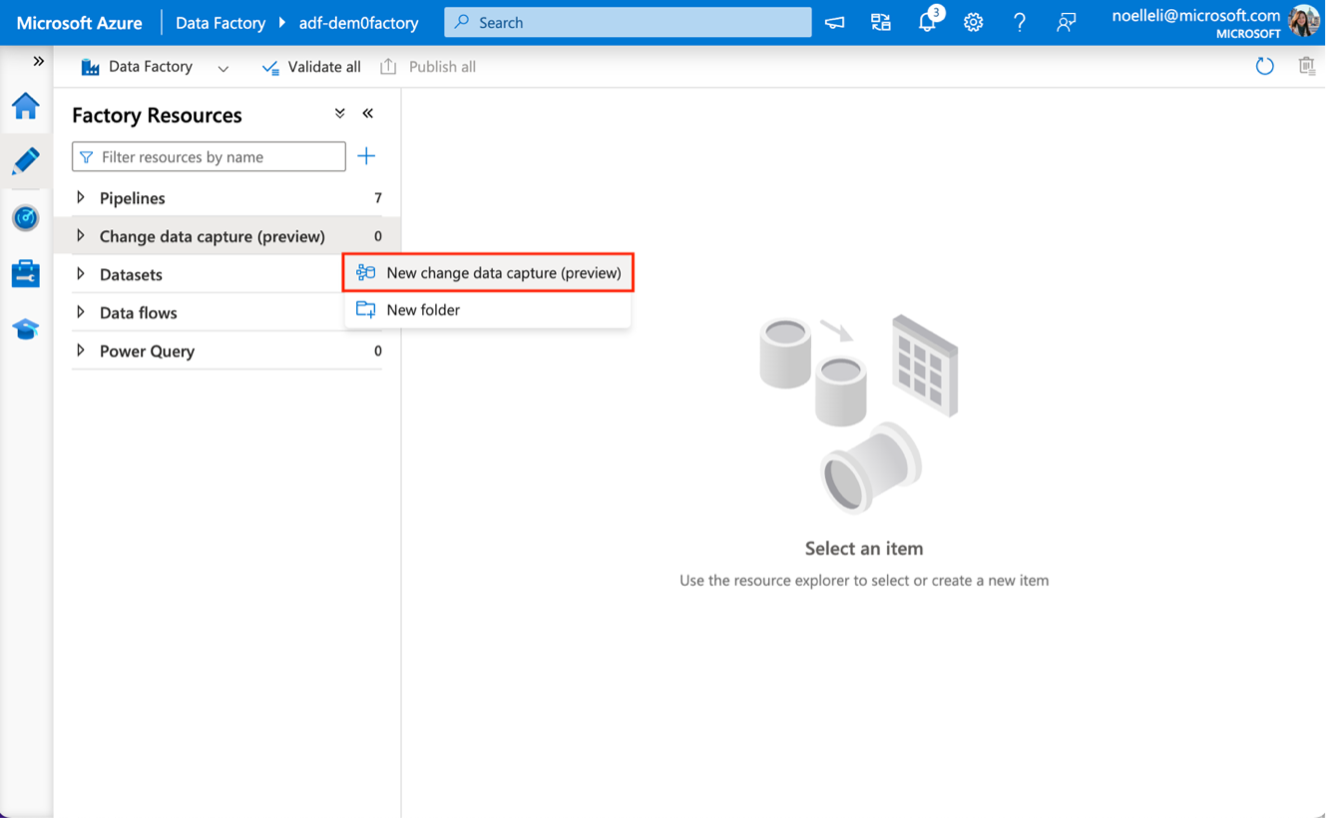 Microsoft Azure
Data Factory
adf-dem0factory
Search
3
noelleli@microsoft.com
MICROSOFT
Data Factory
Validate all
Publish all
Factory Resources
Filter resources by name
Pipelines 7
Change data capture (preview) 0
New change data capture (preview)
Datasets
New folder
Data flows
Power Query 0
Select an item
Use the resource explorer to select or create a new item